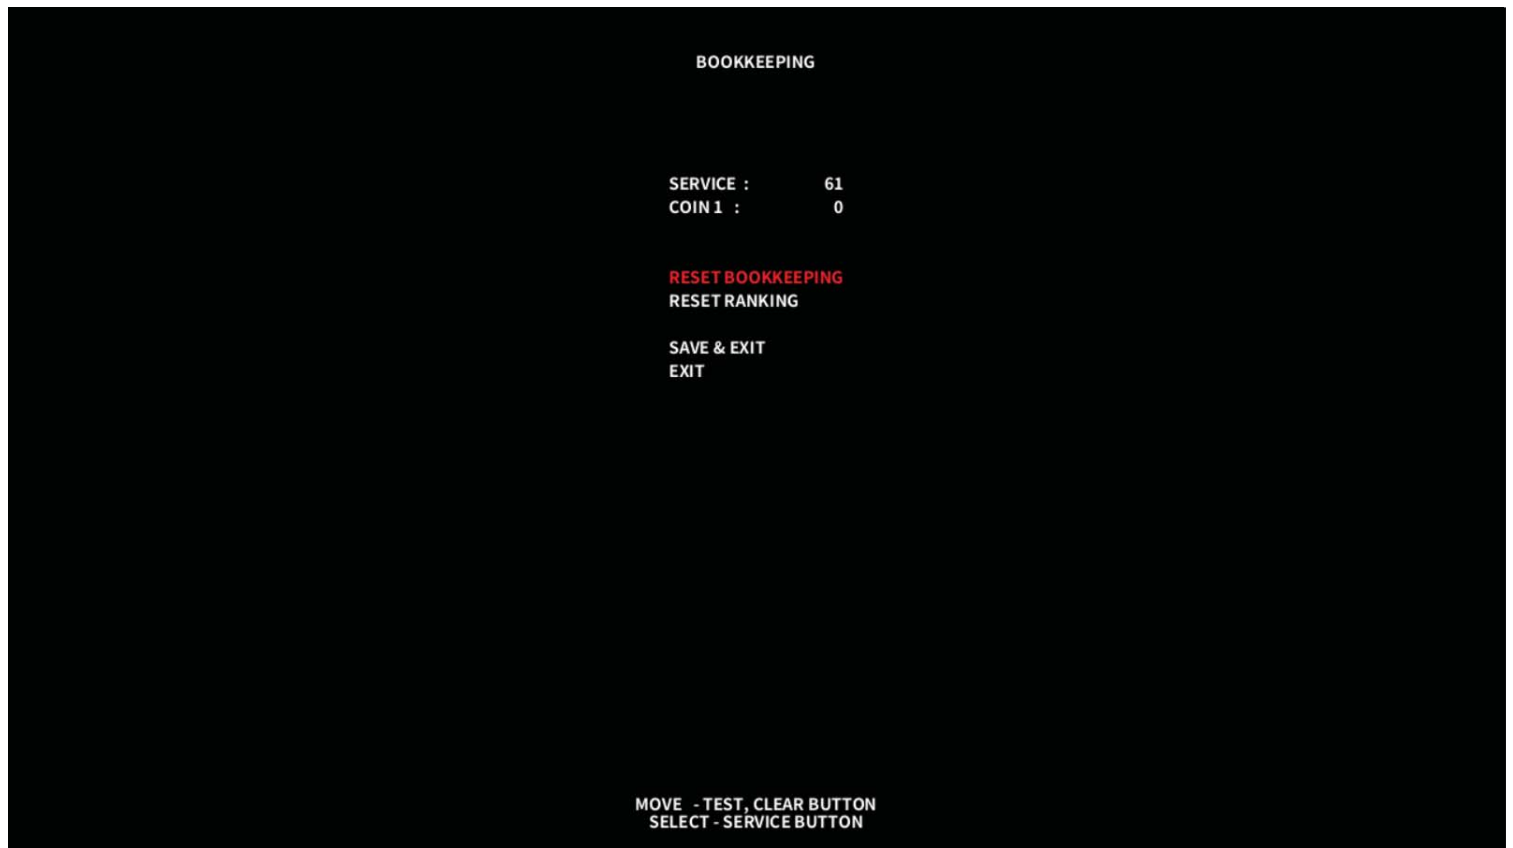 BOOKKEEPING
SERVICE : 61
COIN 1 : 0
RESET BOOKKEEPING
RESET RANKING
SAVE & EXIT
EXIT
MOVE - TEST, CLEAR BUTTON
SELECT - SERVICE BUTTON